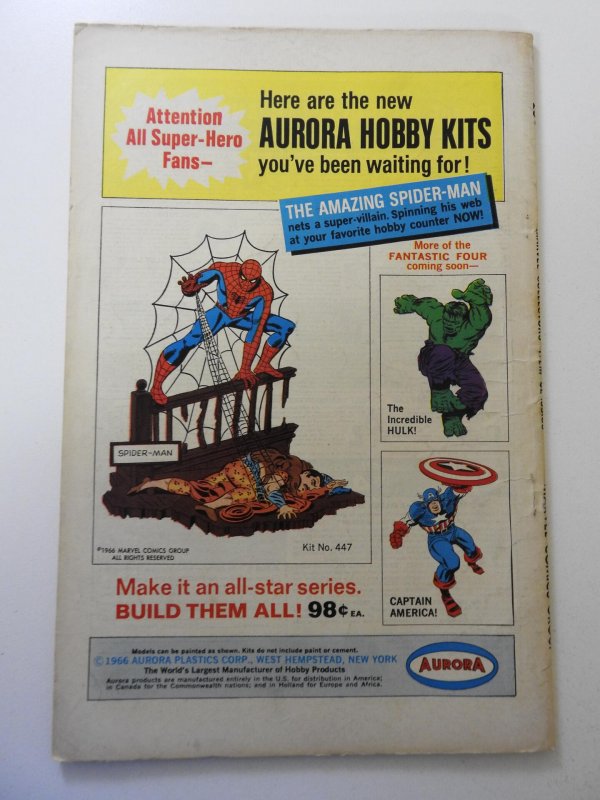 Attention
All Super-Hero
Fans—
Here are the new
AURORA HOBBY KITS
you've been waiting for!
THE AMAZING SPIDER-MAN
nets a super-villain. Spinning his web
at your favorite hobby counter NOW!
More of the
FANTASTIC FOUR
coming soon—
SPIDER-MAN
©1966 MARVEL COMICS GROUP
ALL RIGHTS RESERVED
Kit No. 447
The
Incredible
HULK!
CAPTAIN
AMERICA!
Make it an all-star series.
BUILD THEM ALL! 98¢ EA.
Models can be painted as shown. Kits do not include paint or cement.
© 1966 AURORA PLASTICS CORP., WEST HEMPSTEAD, NEW YORK
The World's Largest Manufacturer of Hobby Products
Aurora products are manufactured entirely in the U.S. for distribution in America;
in Canada for the Commonwealth nations; and in Holland for Europe and Africa.
AURORA